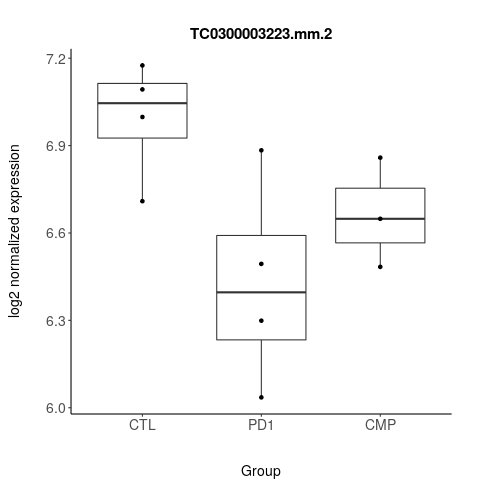 TC0300003223.mm.2
7.2
6.9
6.6
6.3
6.0
log2 normalized expression
CTL PD1 CMP
Group